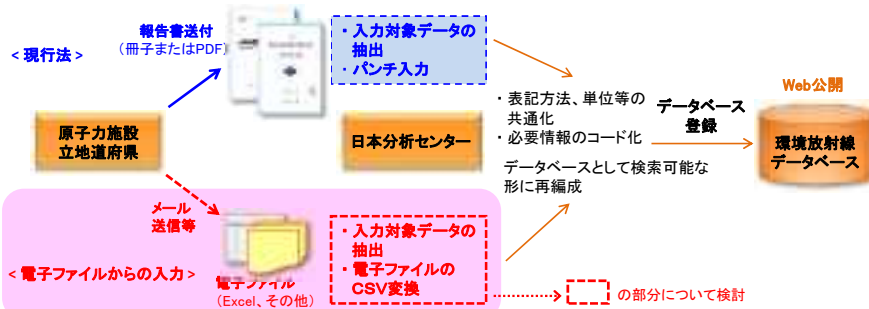 報告書送付
(冊子またはPDF)
<現行法>
・入力対象データの
抽出
・パンチ入力
原子力施設
立地道府県
日本分析センター
・表記方法、単位等の
共通化
・必要情報のコード化
データベースとして検索可能な
形に再編成
データベース
登録
Web公開
環境放射線
データベース
メール
送信等
<電子ファイルからの入力>
電子ファイル
(Excel、その他)
・入力対象データの
抽出
・電子ファイルの
CSV変換
の部分について検討